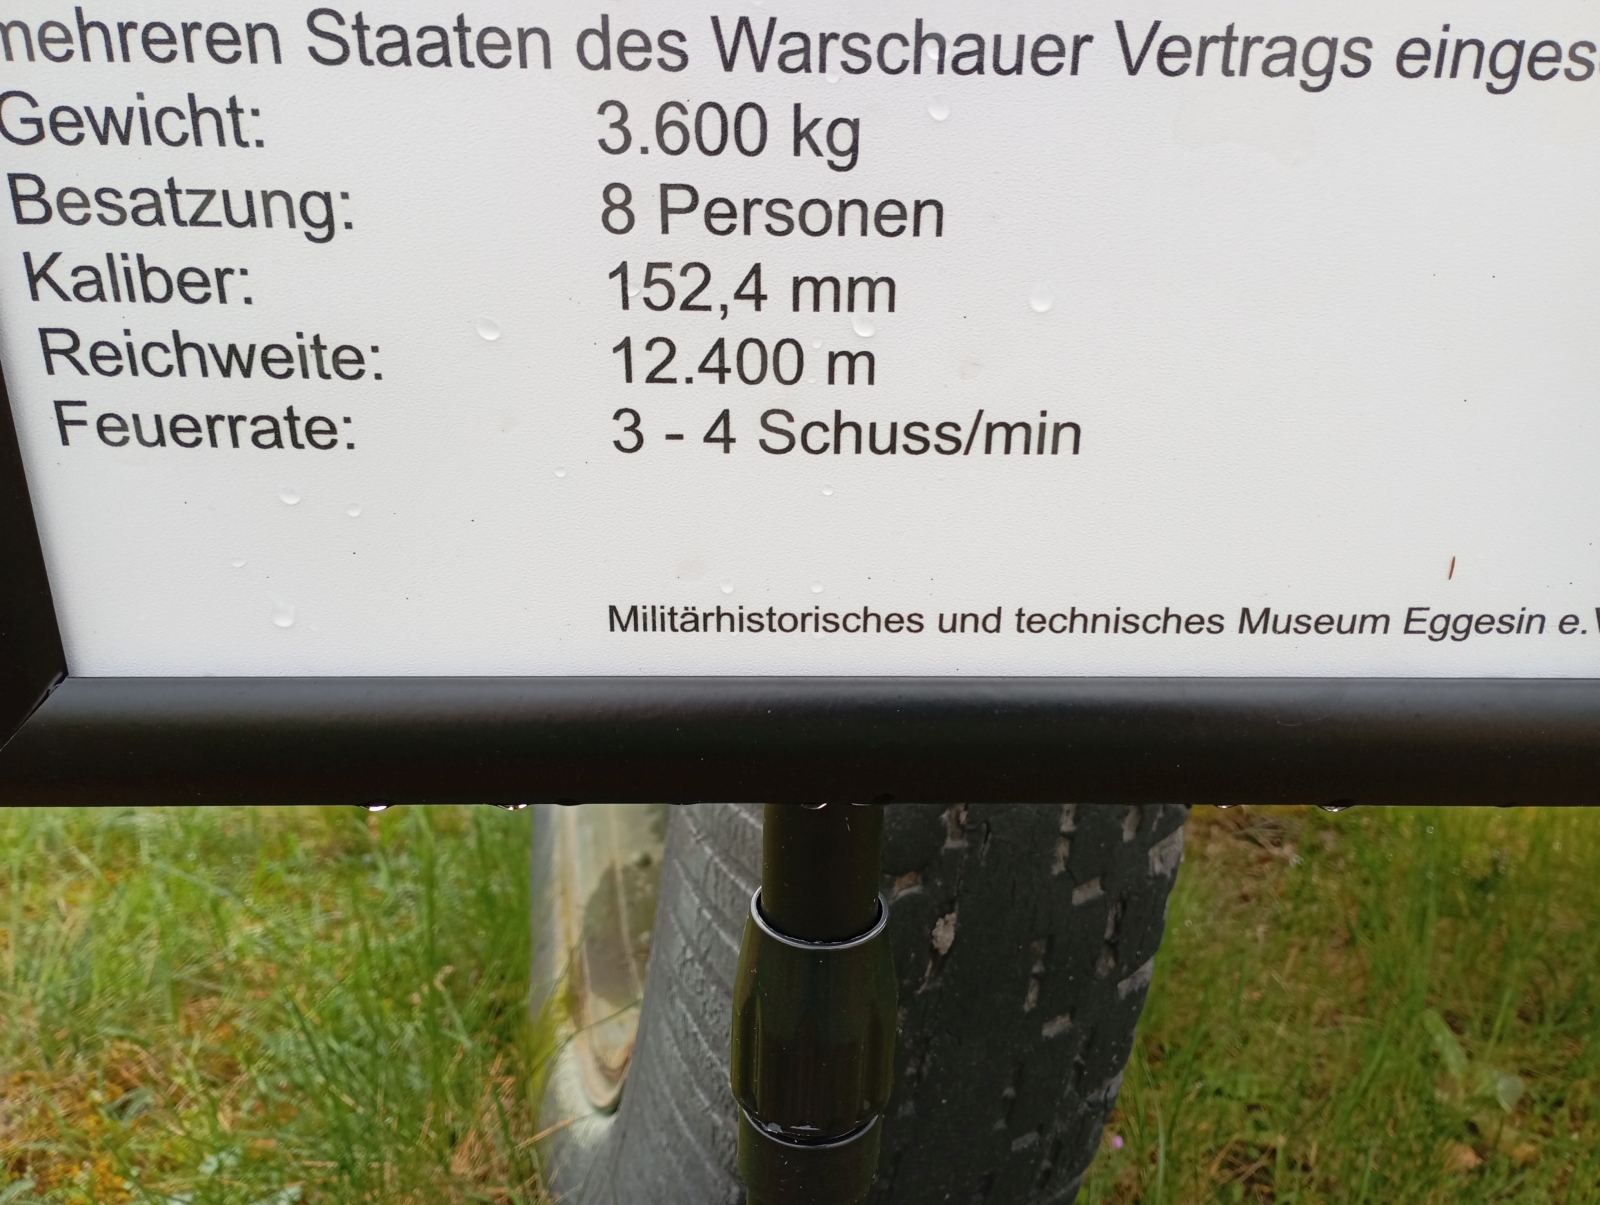 mehreren Staaten des Warschauer Vertrags
Gewicht: 3.600 kg
Besatzung: 8 Personen
Kaliber: 152,4 mm
Reichweite: 12.400 m
Feuerrate: 3 - 4 Schuss/min
Militärhistorisches und technisches Museum Eggesin e.V